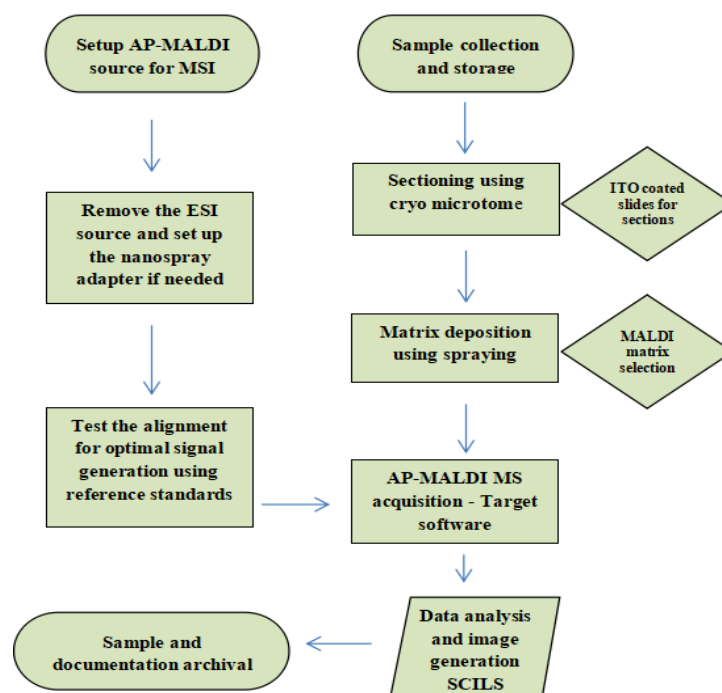 Setup AP-MALDI
source for MSI
Sample collection
and storage
Remove the ESI
source and set up
the nanospray
adapter if needed
Sectioning using
cryo microtome
ITO coated
slides for
sections
Matrix deposition
using spraying
MALDI
matrix
selection
Test the alignment
for optimal signal
generation using
reference standards
AP-MALDI MS
acquisition - Target
software
Sample and
documentation archival
Data analysis
and image
generation
SCILS